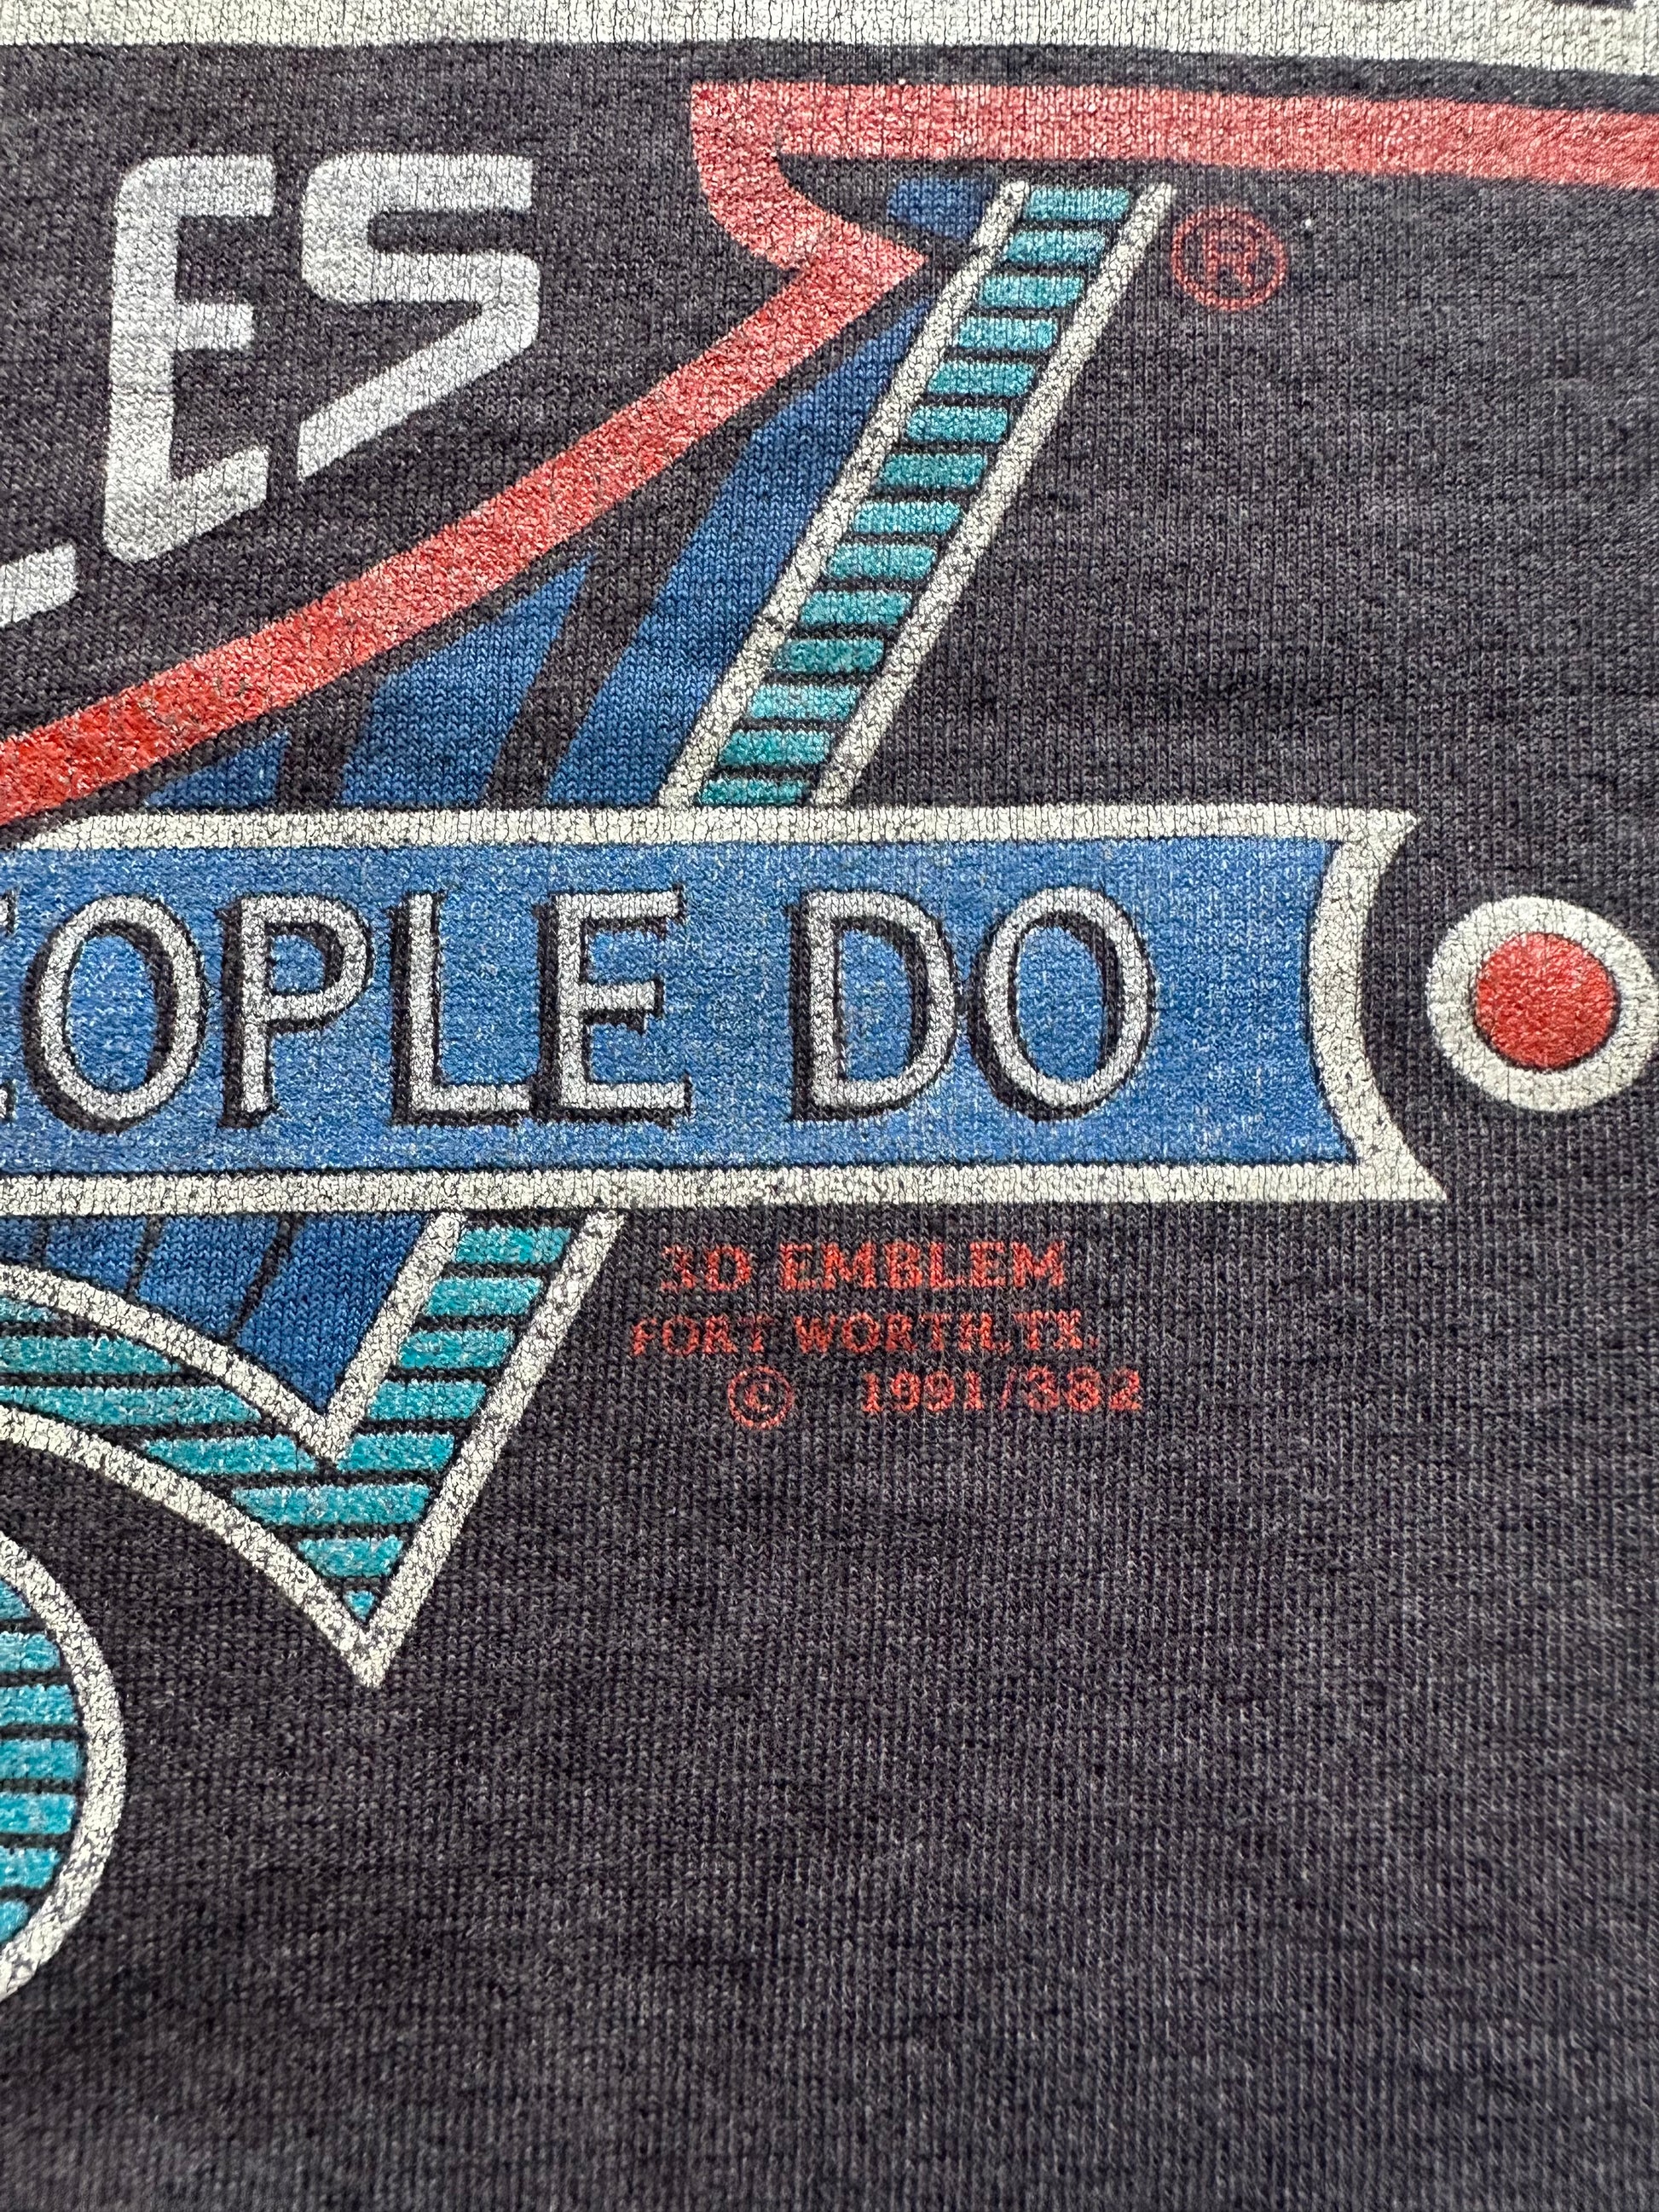 LES
®
EOPLE DO
3D EMBLEM
FORT WORTH, TX.
© 1991/382